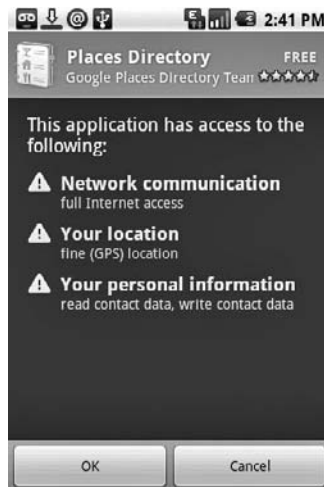 2:41 PM
Places Directory FREE
Google Places Directory Team
This application has access to the
following:
Network communication
full Internet access
Your location
fine (GPS) location
Your personal information
read contact data, write contact data
OK Cancel